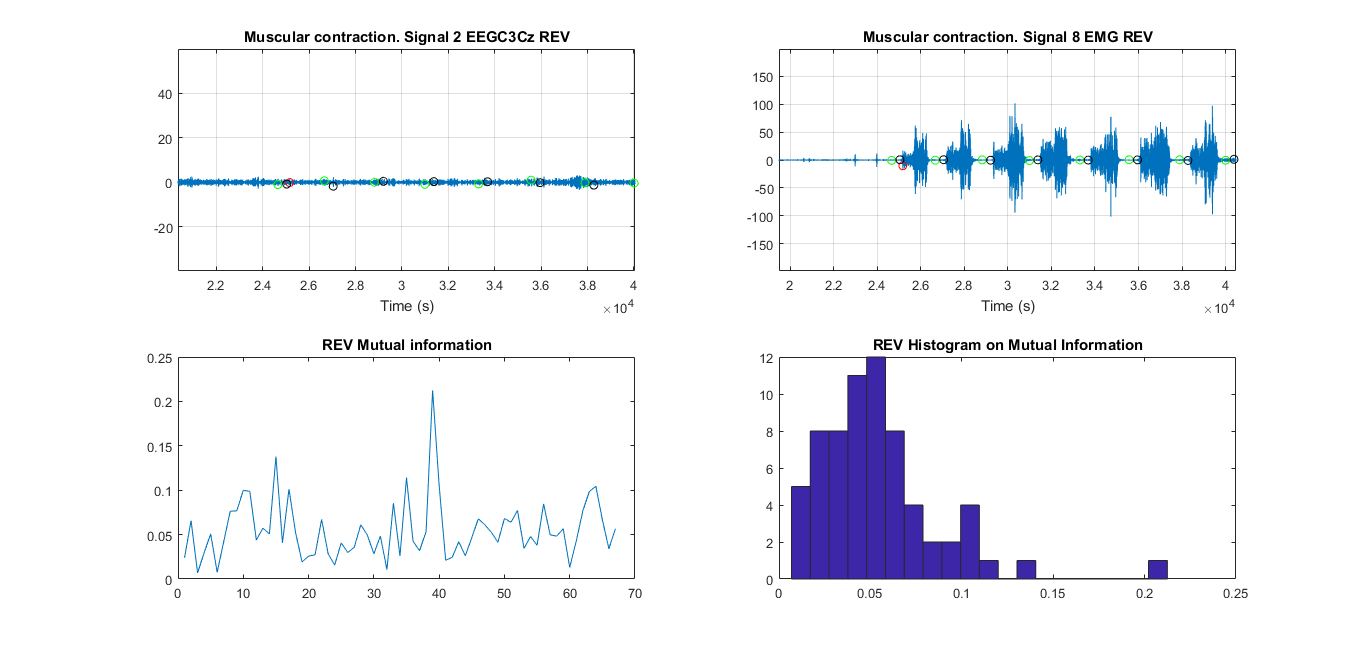 Muscular contraction. Signal 2 EEGC3Cz REV
40
20
0
-20
2.2 2.4 2.6 2.8 3 3.2 3.4 3.6 3.8 4
Time (s)
×10^4
Muscular contraction. Signal 8 EMG REV
150
100
50
0
-50
-100
-150
2 2.2 2.4 2.6 2.8 3 3.2 3.4 3.6 3.8 4
Time (s)
×10^4
REV Mutual information
0.25
0.2
0.15
0.1
0.05
0
0 10 20 30 40 50 60 70
REV Histogram on Mutual Information
12
10
8
6
4
2
0
0 0.05 0.1 0.15 0.2 0.25